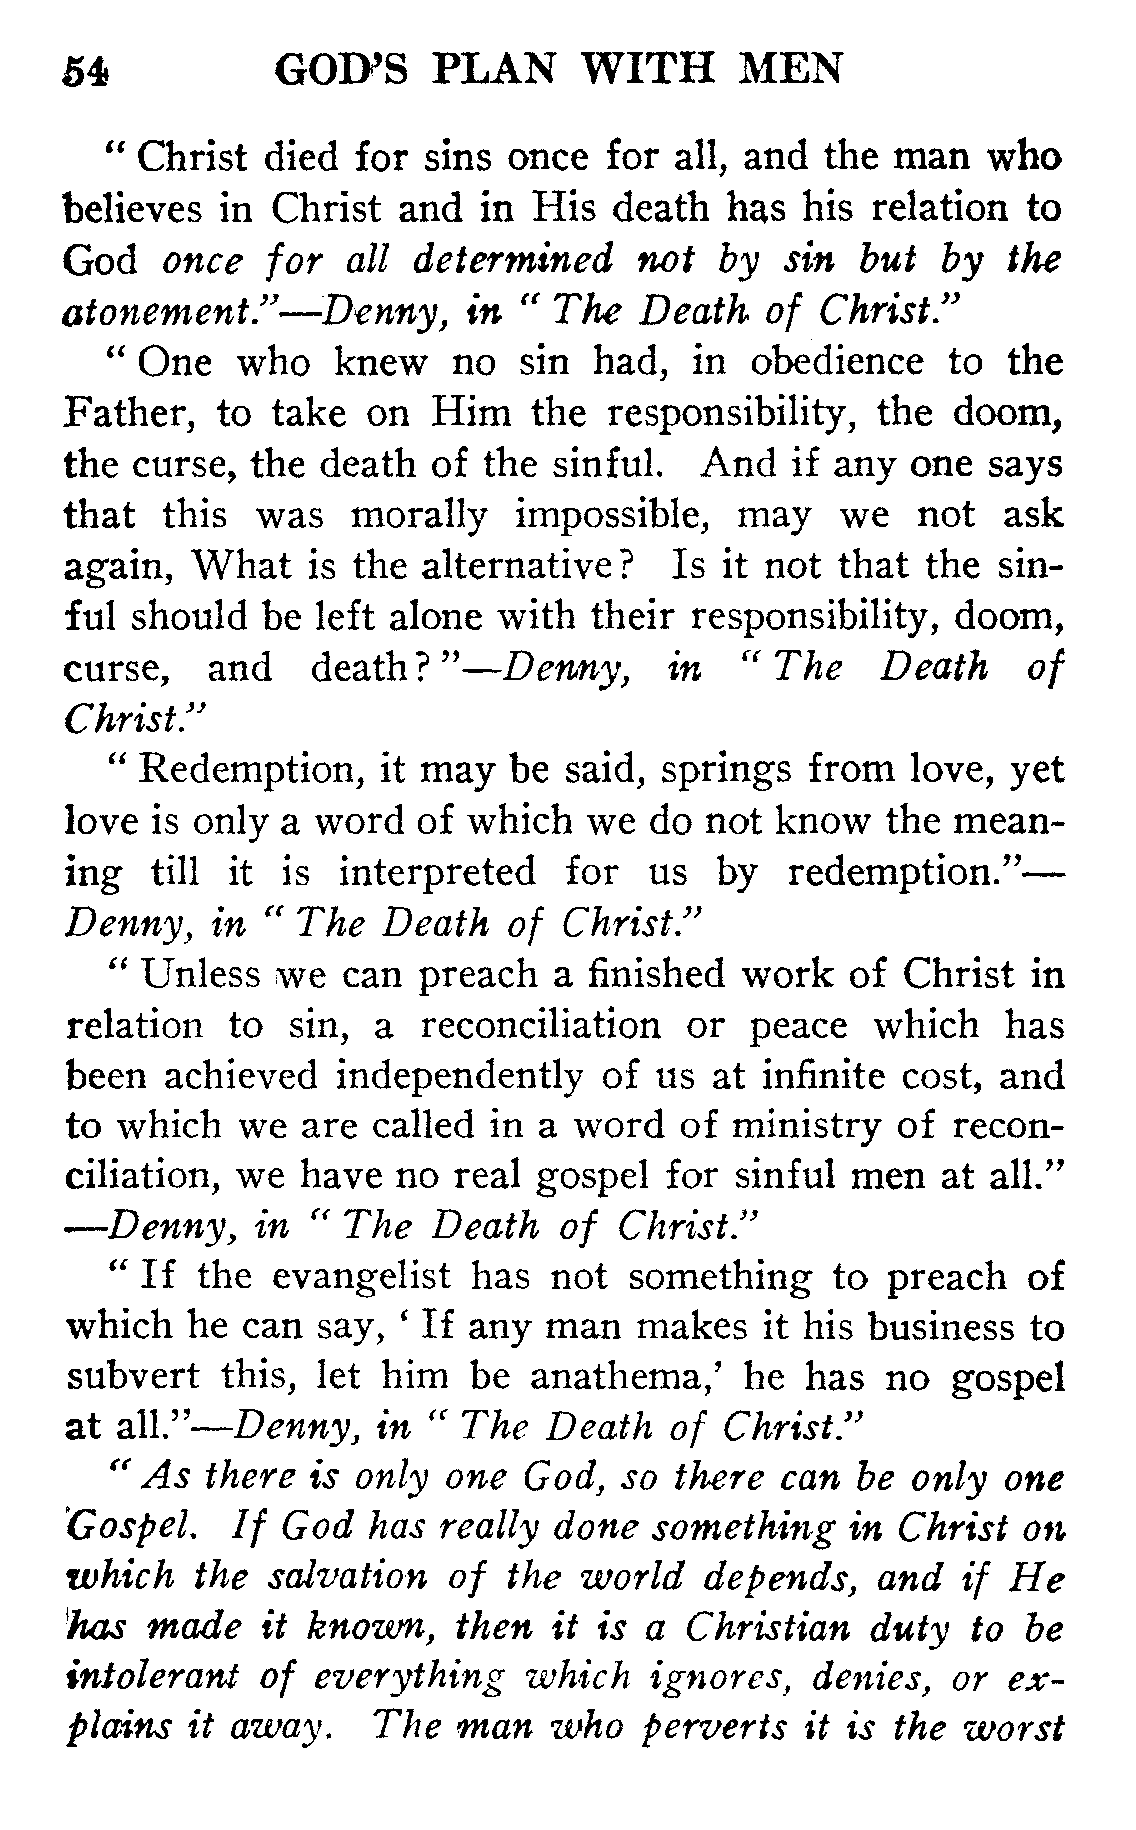 54 GOD'S PLAN WITH MEN
" Christ died for sins once for all, and the man who
believes in Christ and in His death has his relation to
God once for all determined not by sin but by the
atonement."—Denny, in " The Death of Christ."
" One who knew no sin had, in obedience to the
Father, to take on Him the responsibility, the doom,
the curse, the death of the sinful. And if any one says
that this was morally impossible, may we not ask
again, What is the alternative? Is it not that the sin-
ful should be left alone with their responsibility, doom,
curse, and death? "—Denny, in " The Death of
Christ."
" Redemption, it may be said, springs from love, yet
love is only a word of which we do not know the mean-
ing till it is interpreted for us by redemption."—
Denny, in " The Death of Christ."
" Unless we can preach a finished work of Christ in
relation to sin, a reconciliation or peace which has
been achieved independently of us at infinite cost, and
to which we are called in a word of ministry of recon-
ciliation, we have no real gospel for sinful men at all."
—Denny, in " The Death of Christ."
" If the evangelist has not something to preach of
which he can say, ' If any man makes it his business to
subvert this, let him be anathema,' he has no gospel
at all."—Denny, in " The Death of Christ."
" As there is only one God, so there can be only one
Gospel. If God has really done something in Christ on
which the salvation of the world depends, and if He
has made it known, then it is a Christian duty to be
intolerant of everything which ignores, denies, or ex-
plains it away. The man who perverts it is the worst